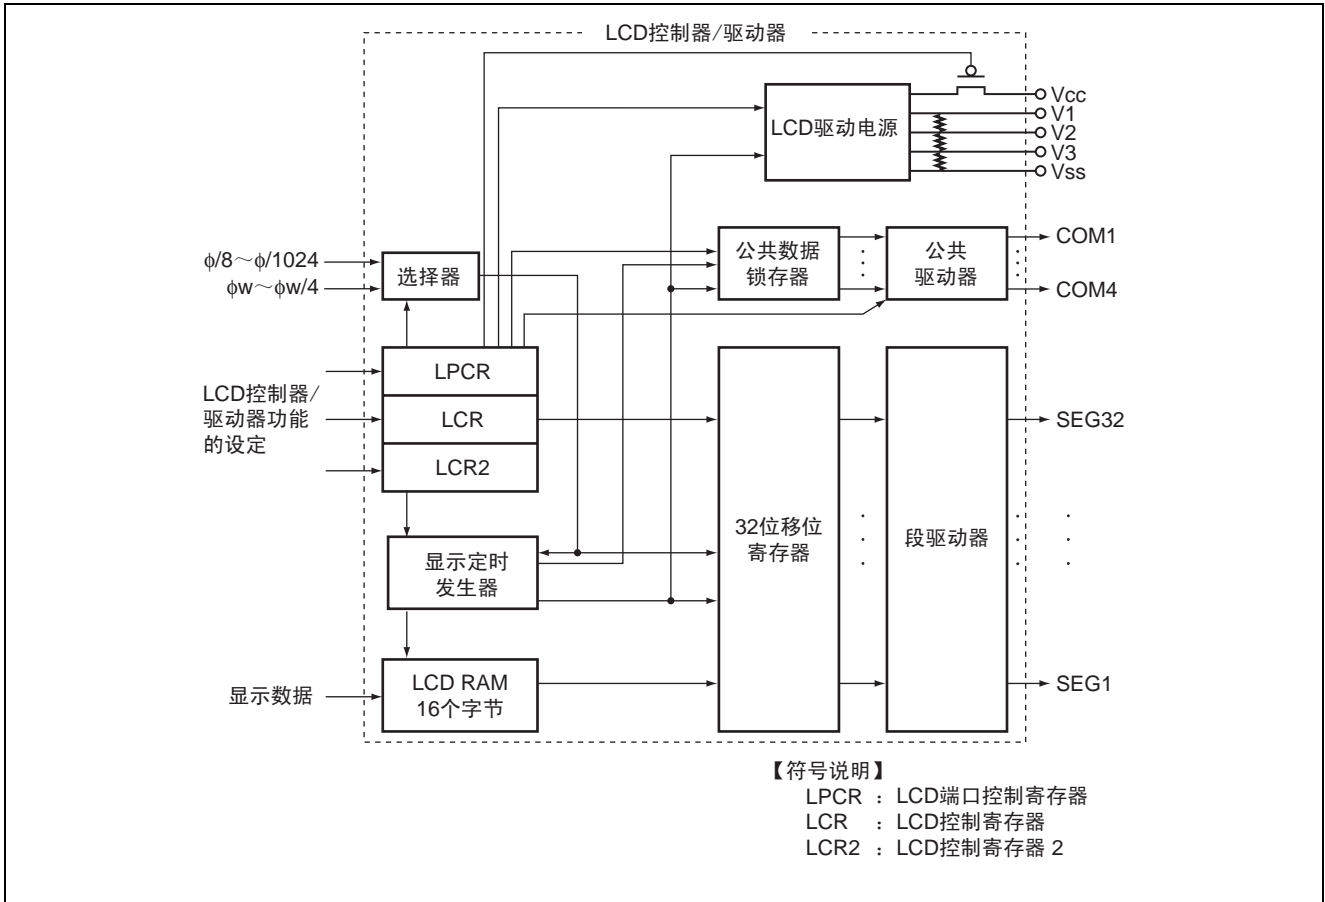 LCD控制器/驱动器
Vcc
V1
LCD驱动电源
V2
V3
Vss
公共数据
锁存器
公共
驱动器
COM1
COM4
ϕ/8～ϕ/1024
ϕw～ϕw/4
选择器
LPCR
LCD控制器/
驱动器功能
的设定
LCR
LCR2
SEG32
32位移位
寄存器
段驱动器
显示定时
发生器
显示数据
LCD RAM
16个字节
SEG1
【符号说明】
LPCR ：LCD端口控制寄存器
LCR ：LCD控制寄存器
LCR2 ：LCD控制寄存器 2